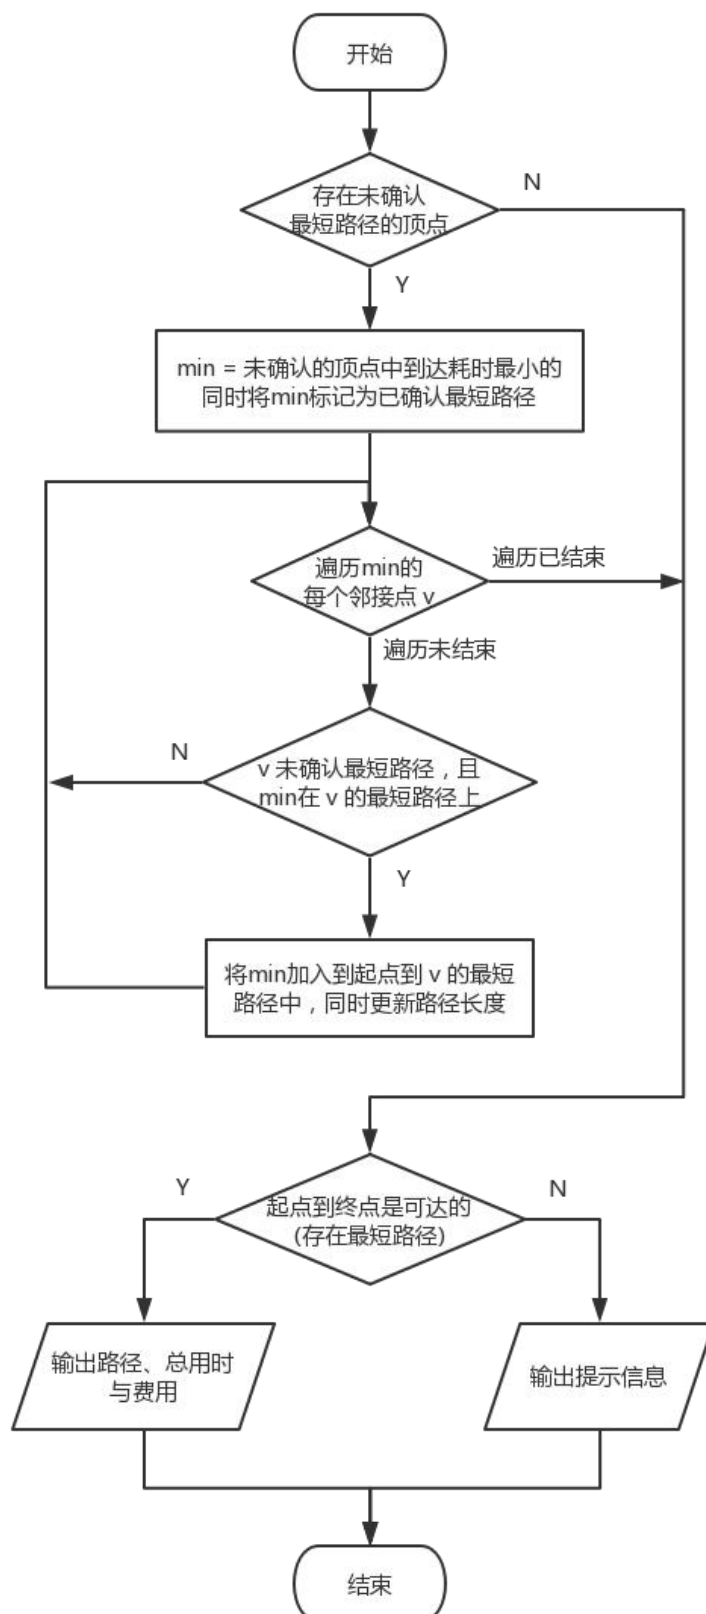 开始
存在未确认
最短路径的顶点
N
Y
min = 未确认的顶点中到达耗时最小的
同时将min标记为已确认最短路径
遍历min的
每个邻接点 v
遍历已结束
遍历未结束
N
v 未确认最短路径，且
min在 v 的最短路径上
Y
将min加入到起点到 v 的最短
路径中，同时更新路径长度
Y
起点到终点是可达的
(存在最短路径)
N
输出路径、总用时
与费用
输出提示信息
结束